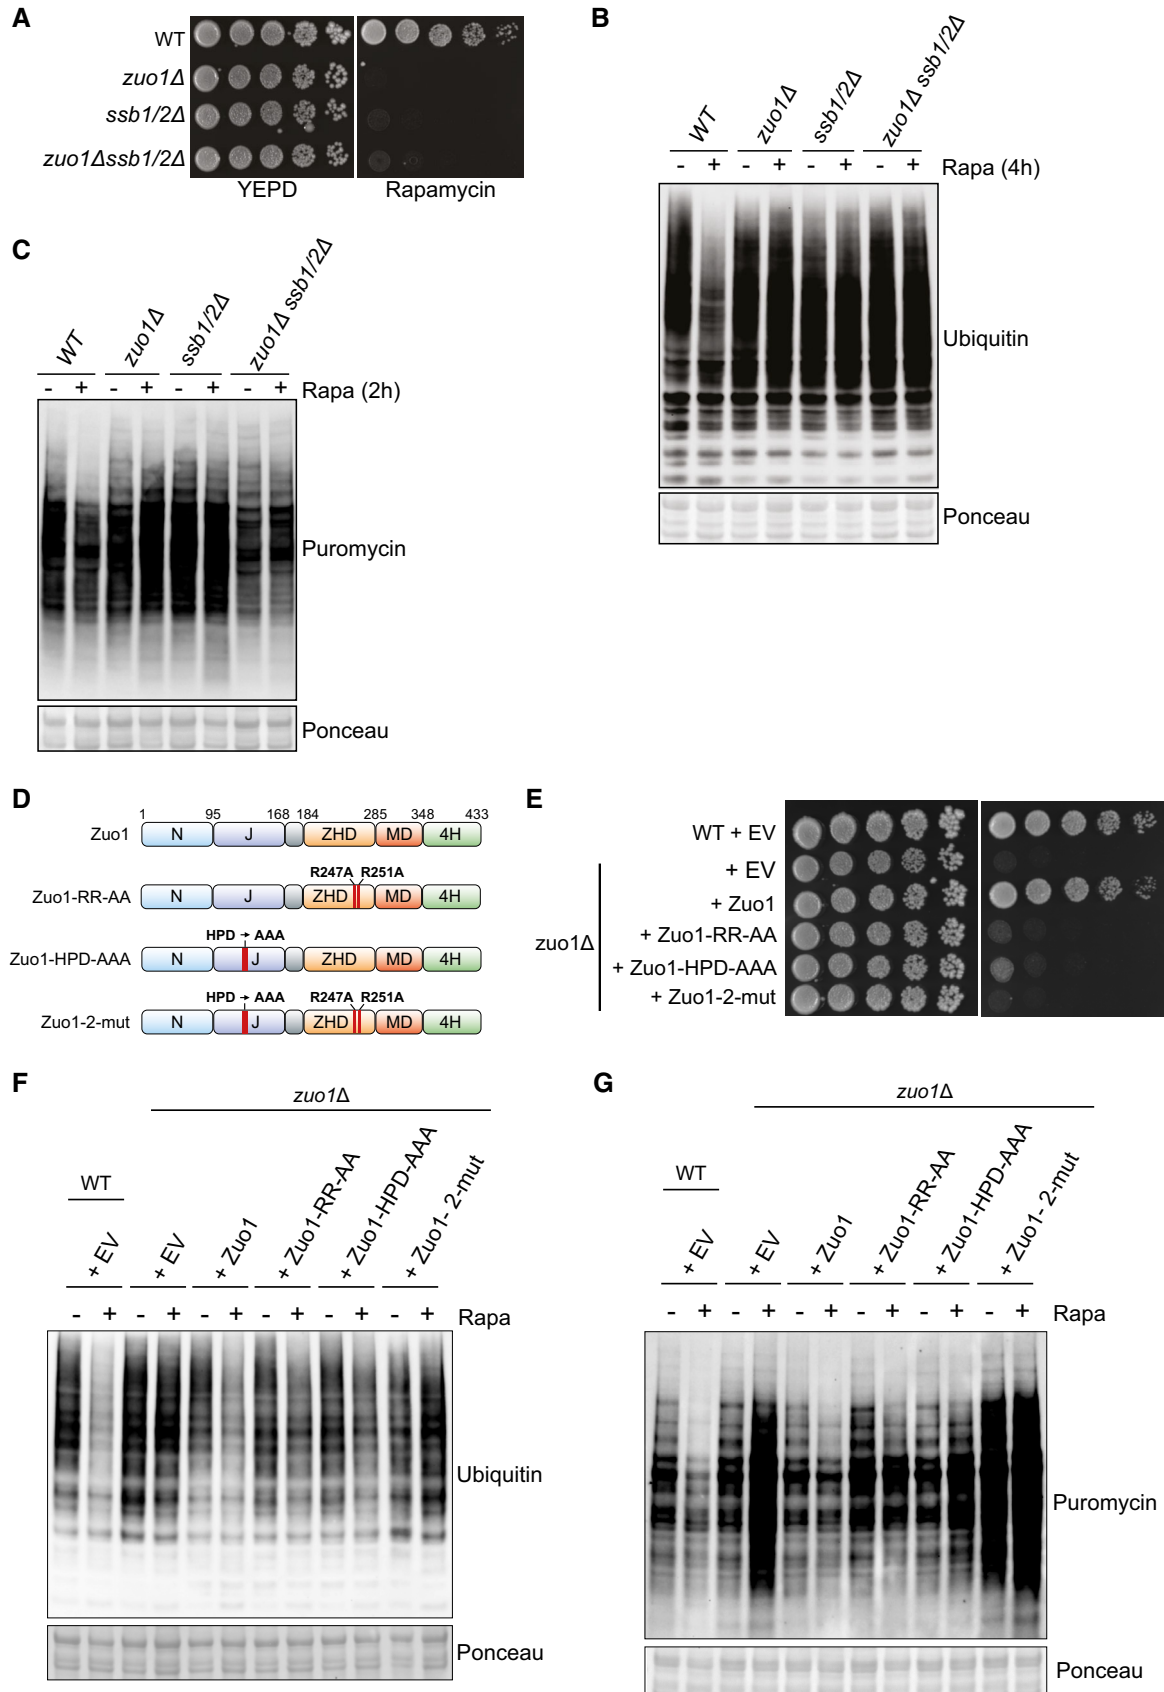 A
WT
zuo1Δ
ssb1/2Δ
zuo1Δssb1/2Δ
YEPD Rapamycin
B
WT zuo1Δ ssb1/2Δ zuo1Δ ssb1/2Δ
- + - + - + - + Rapa (4h)
Ubiquitin
Ponceau
C
WT zuo1Δ ssb1/2Δ zuo1Δ ssb1/2Δ
- + - + - + - + Rapa (2h)
Puromycin
Ponceau
D
1 95 168 184 285 348 433
Zuo1 N J ZHD MD 4H
R247A R251A
Zuo1-RR-AA N J ZHD MD 4H
HPD → AAA
Zuo1-HPD-AAA N J ZHD MD 4H
HPD → AAA R247A R251A
Zuo1-2-mut N J ZHD MD 4H
E
WT + EV
zuo1Δ
+ EV
+ Zuo1
+ Zuo1-RR-AA
+ Zuo1-HPD-AAA
+ Zuo1-2-mut
F
zuo1Δ
WT
+ EV + EV + Zuo1 + Zuo1-RR-AA + Zuo1-HPD-AAA + Zuo1- 2-mut
- + - + - + - + - + - + Rapa
Ubiquitin
Ponceau
G
zuo1Δ
WT
+ EV + EV + Zuo1 + Zuo1-RR-AA + Zuo1-HPD-AAA + Zuo1- 2-mut
- + - + - + - + - + - + Rapa
Puromycin
Ponceau